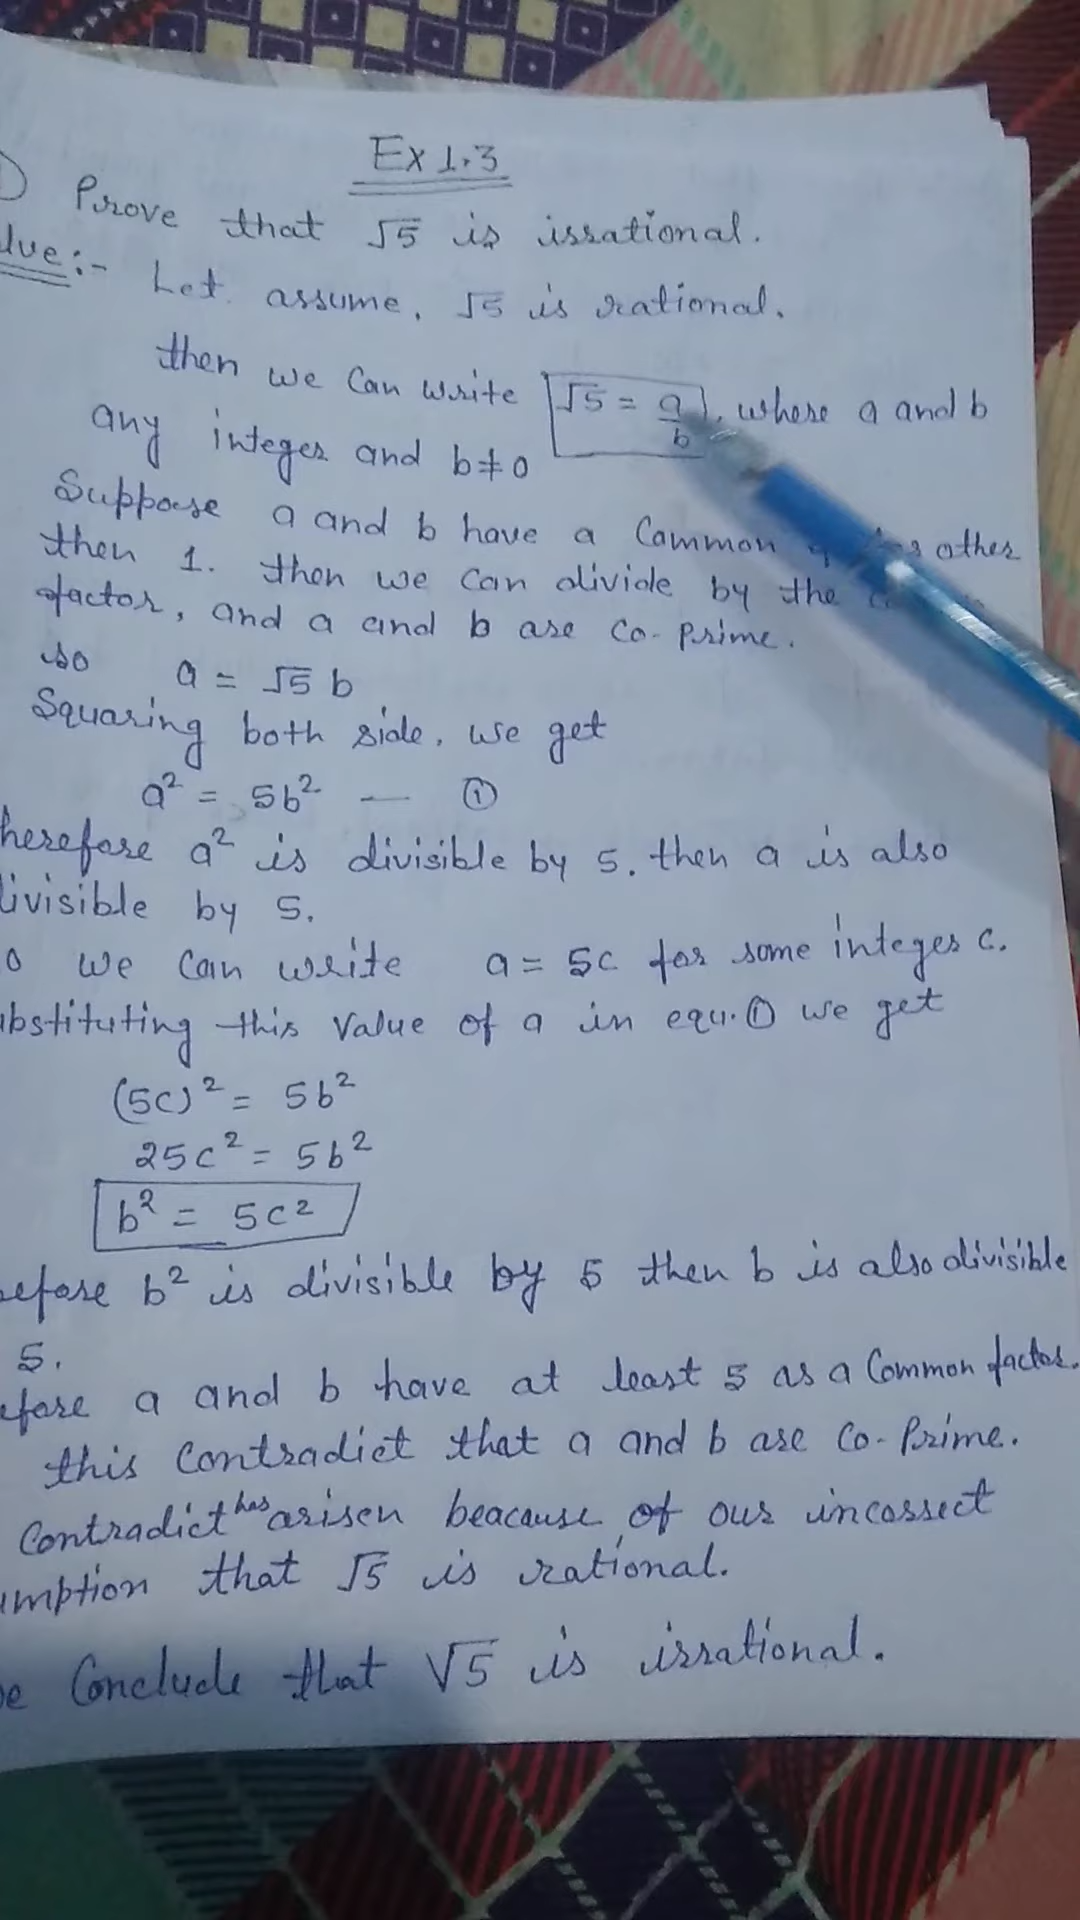 Ex 1.3
Prove that √5 is issational.
lve:- Let assume, √5 is rational.
then we can write √5 = a/b, where a and b
any integer and b≠0
Suppose a and b have a Common other
then 1. then we can divide by the
factor, and a and b are co-prime.
so a = √5 b
Squaring both side, we get
a² = 5b² — ①
herefore a² is divisible by 5. then a is also
ivisible by 5.
o we can write a = 5c for some integer c.
bstituting this value of a in equ.① we get
(5c)² = 5b²
25c² = 5b²
b² = 5c²
efore b² is divisible by 5 then b is also divisible
5.
efore a and b have at least 5 as a Common factor.
this contradict that a and b are co-prime.
contradict has arisen beacause of our incorrect
umption that √5 is rational.
e Conclude that √5 is irrational.